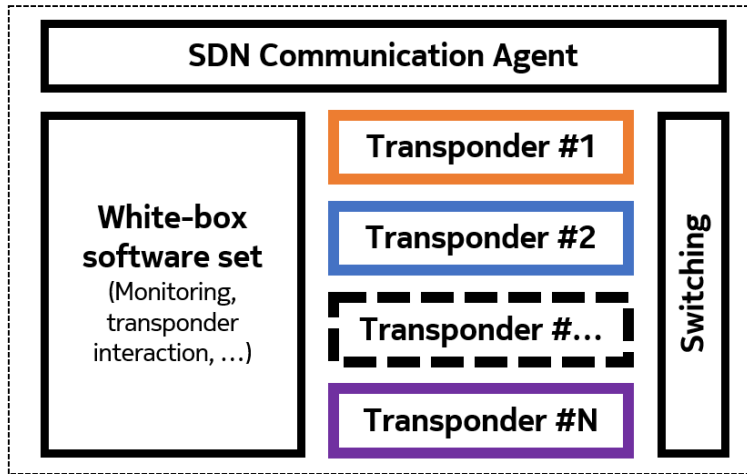 SDN Communication Agent
White-box
software set
(Monitoring,
transponder
interaction, …)
Transponder #1
Transponder #2
Transponder #…
Transponder #N
Switching